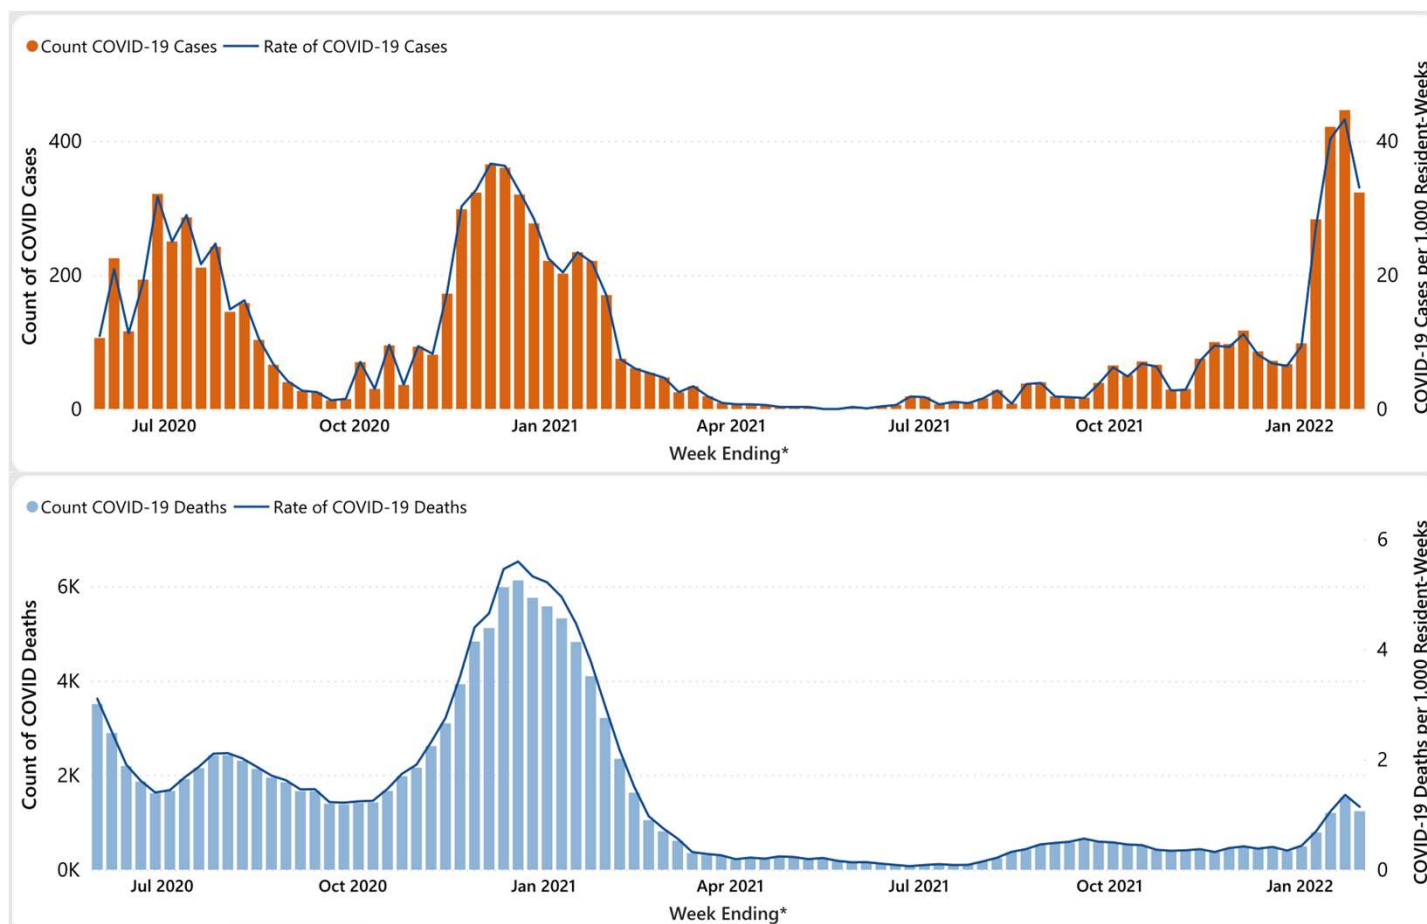 Count COVID-19 Cases
Rate of COVID-19 Cases
Count of COVID Cases
400
200
0
40
20
0
COVID-19 Cases per 1.000 Resident-Weeks
Jul 2020
Oct 2020
Jan 2021
Apr 2021
Jul 2021
Oct 2021
Jan 2022
Week Ending*
Count COVID-19 Deaths
Rate of COVID-19 Deaths
Count of COVID Deaths
6K
4K
2K
0K
6
4
2
0
COVID-19 Deaths per 1.000 Resident-Weeks
Jul 2020
Oct 2020
Jan 2021
Apr 2021
Jul 2021
Oct 2021
Jan 2022
Week Ending*